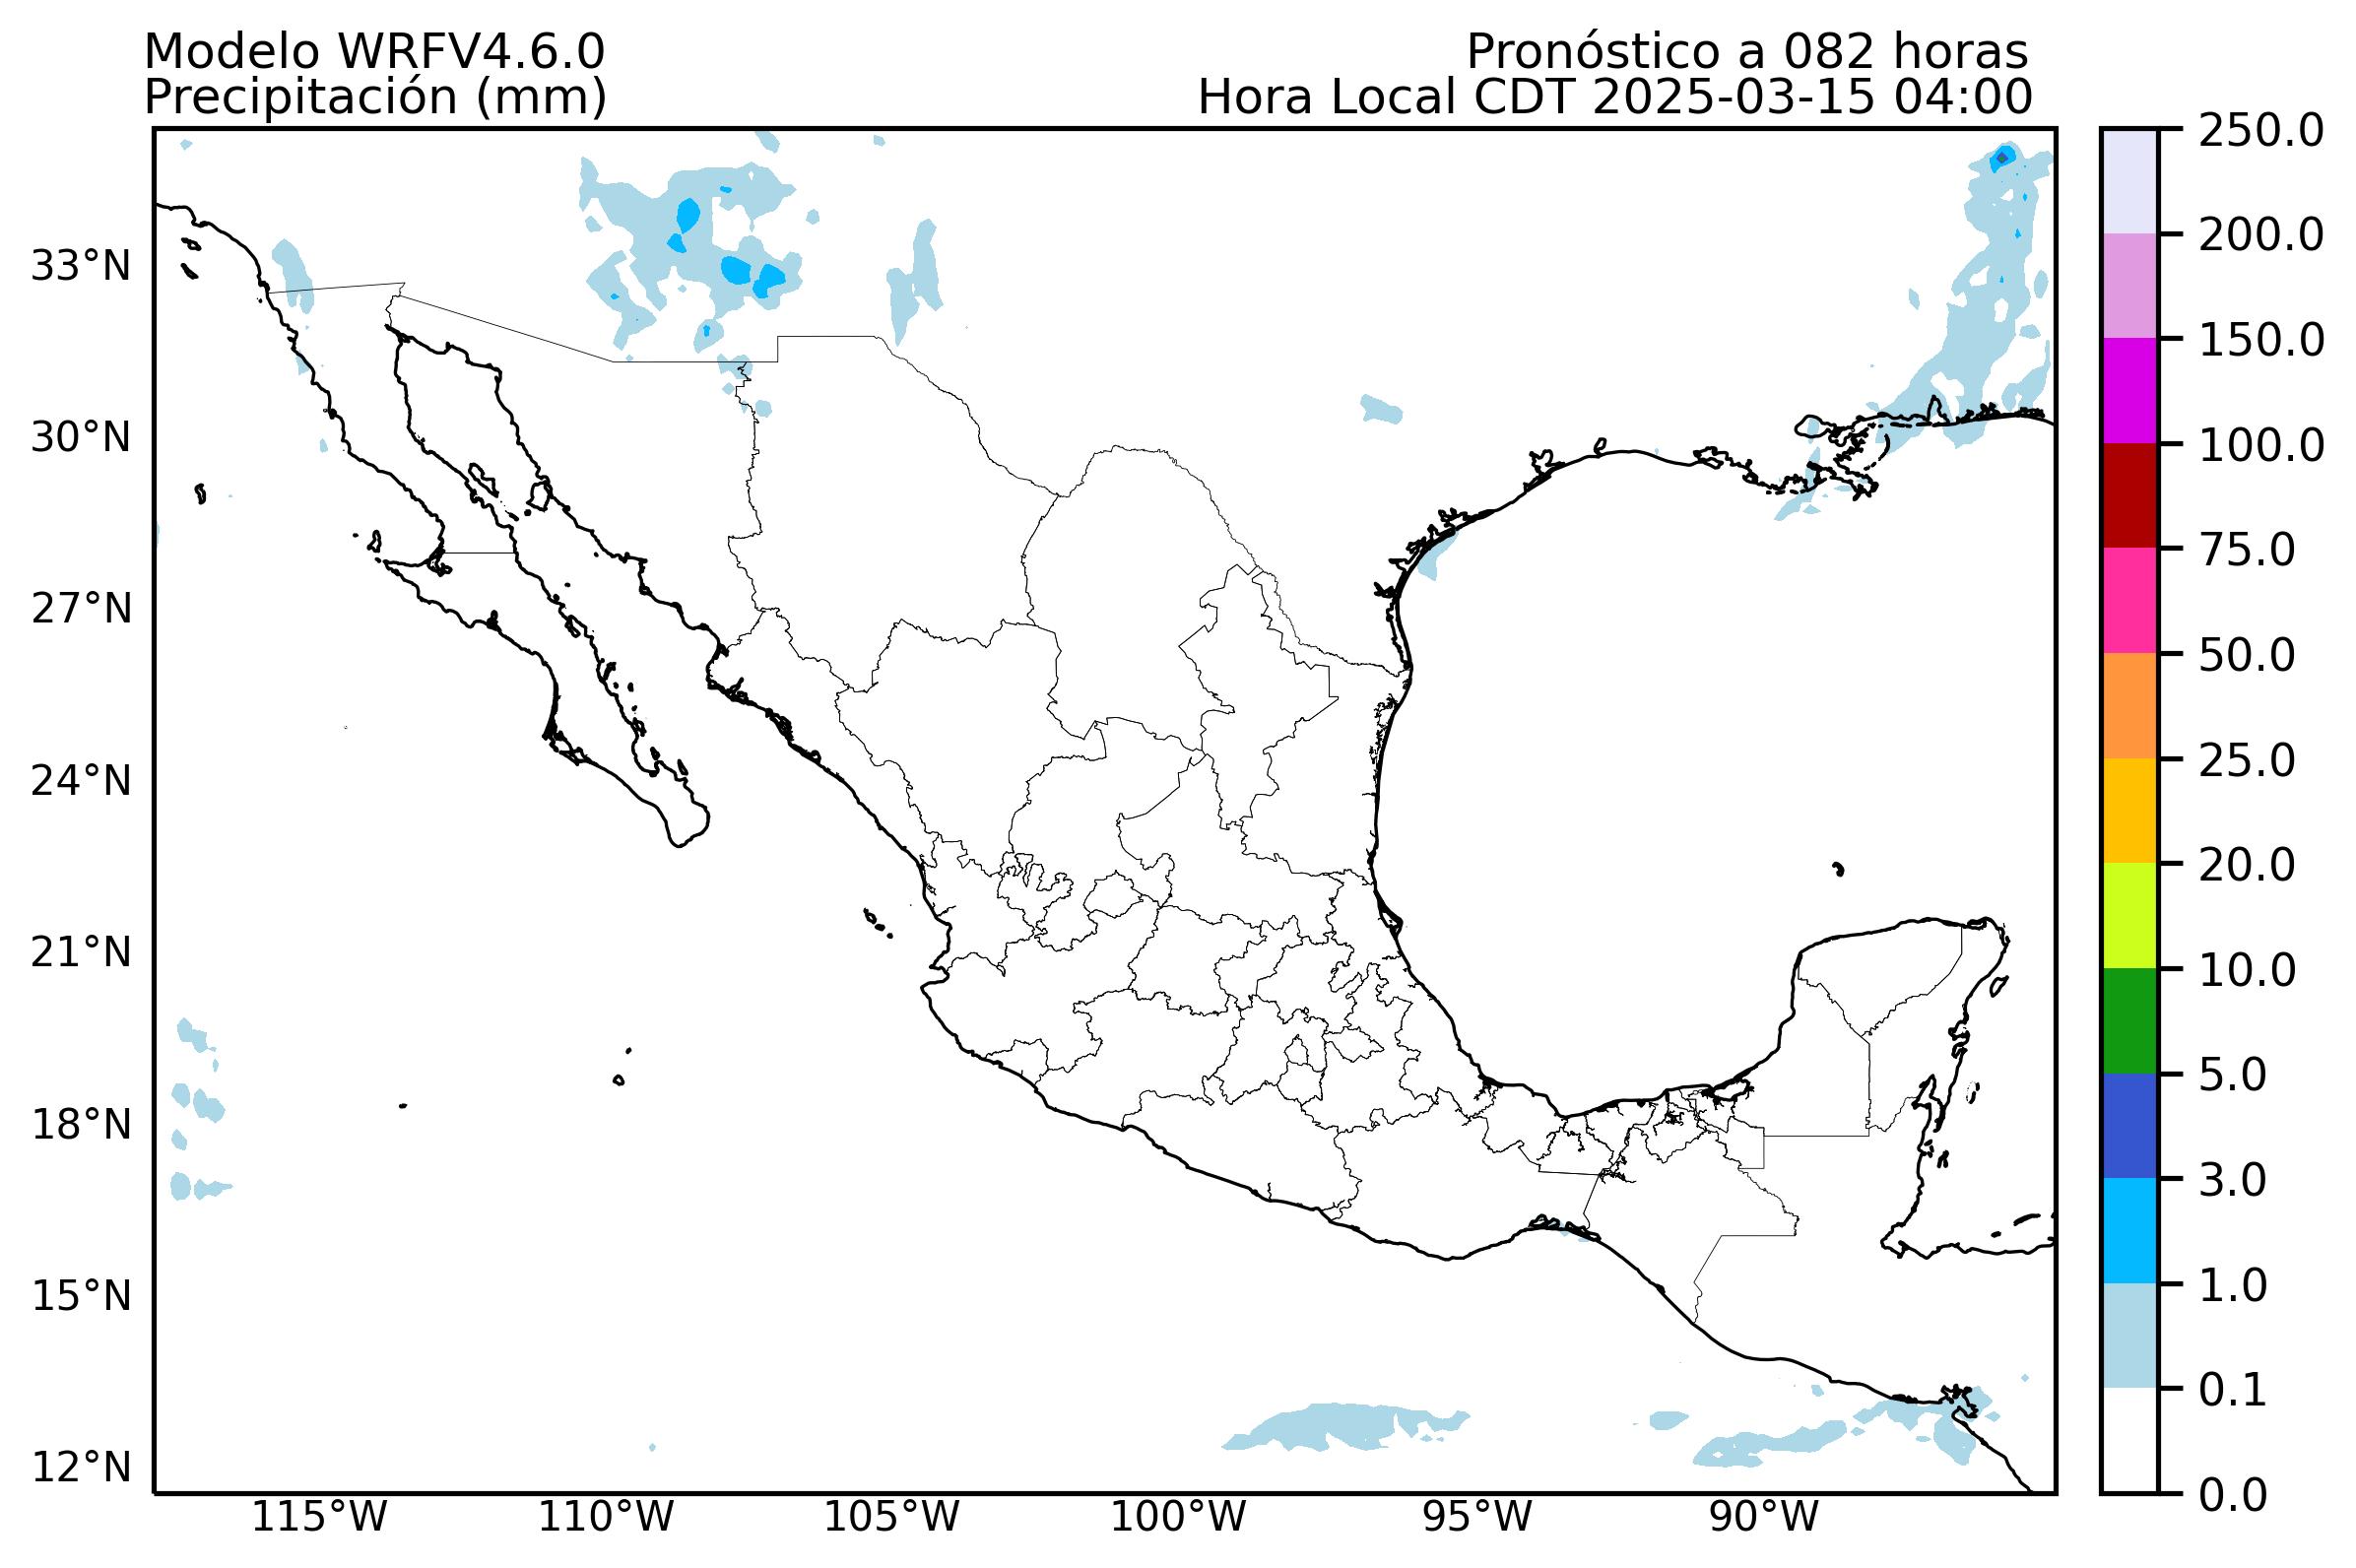 Modelo WRFV4.6.0
Pronóstico a 082 horas
Precipitación (mm)
Hora Local CDT 2025-03-15 04:00
33°N
30°N
27°N
24°N
21°N
18°N
15°N
12°N
115°W
110°W
105°W
100°W
95°W
90°W
250.0
200.0
150.0
100.0
75.0
50.0
25.0
20.0
10.0
5.0
3.0
1.0
0.1
0.0